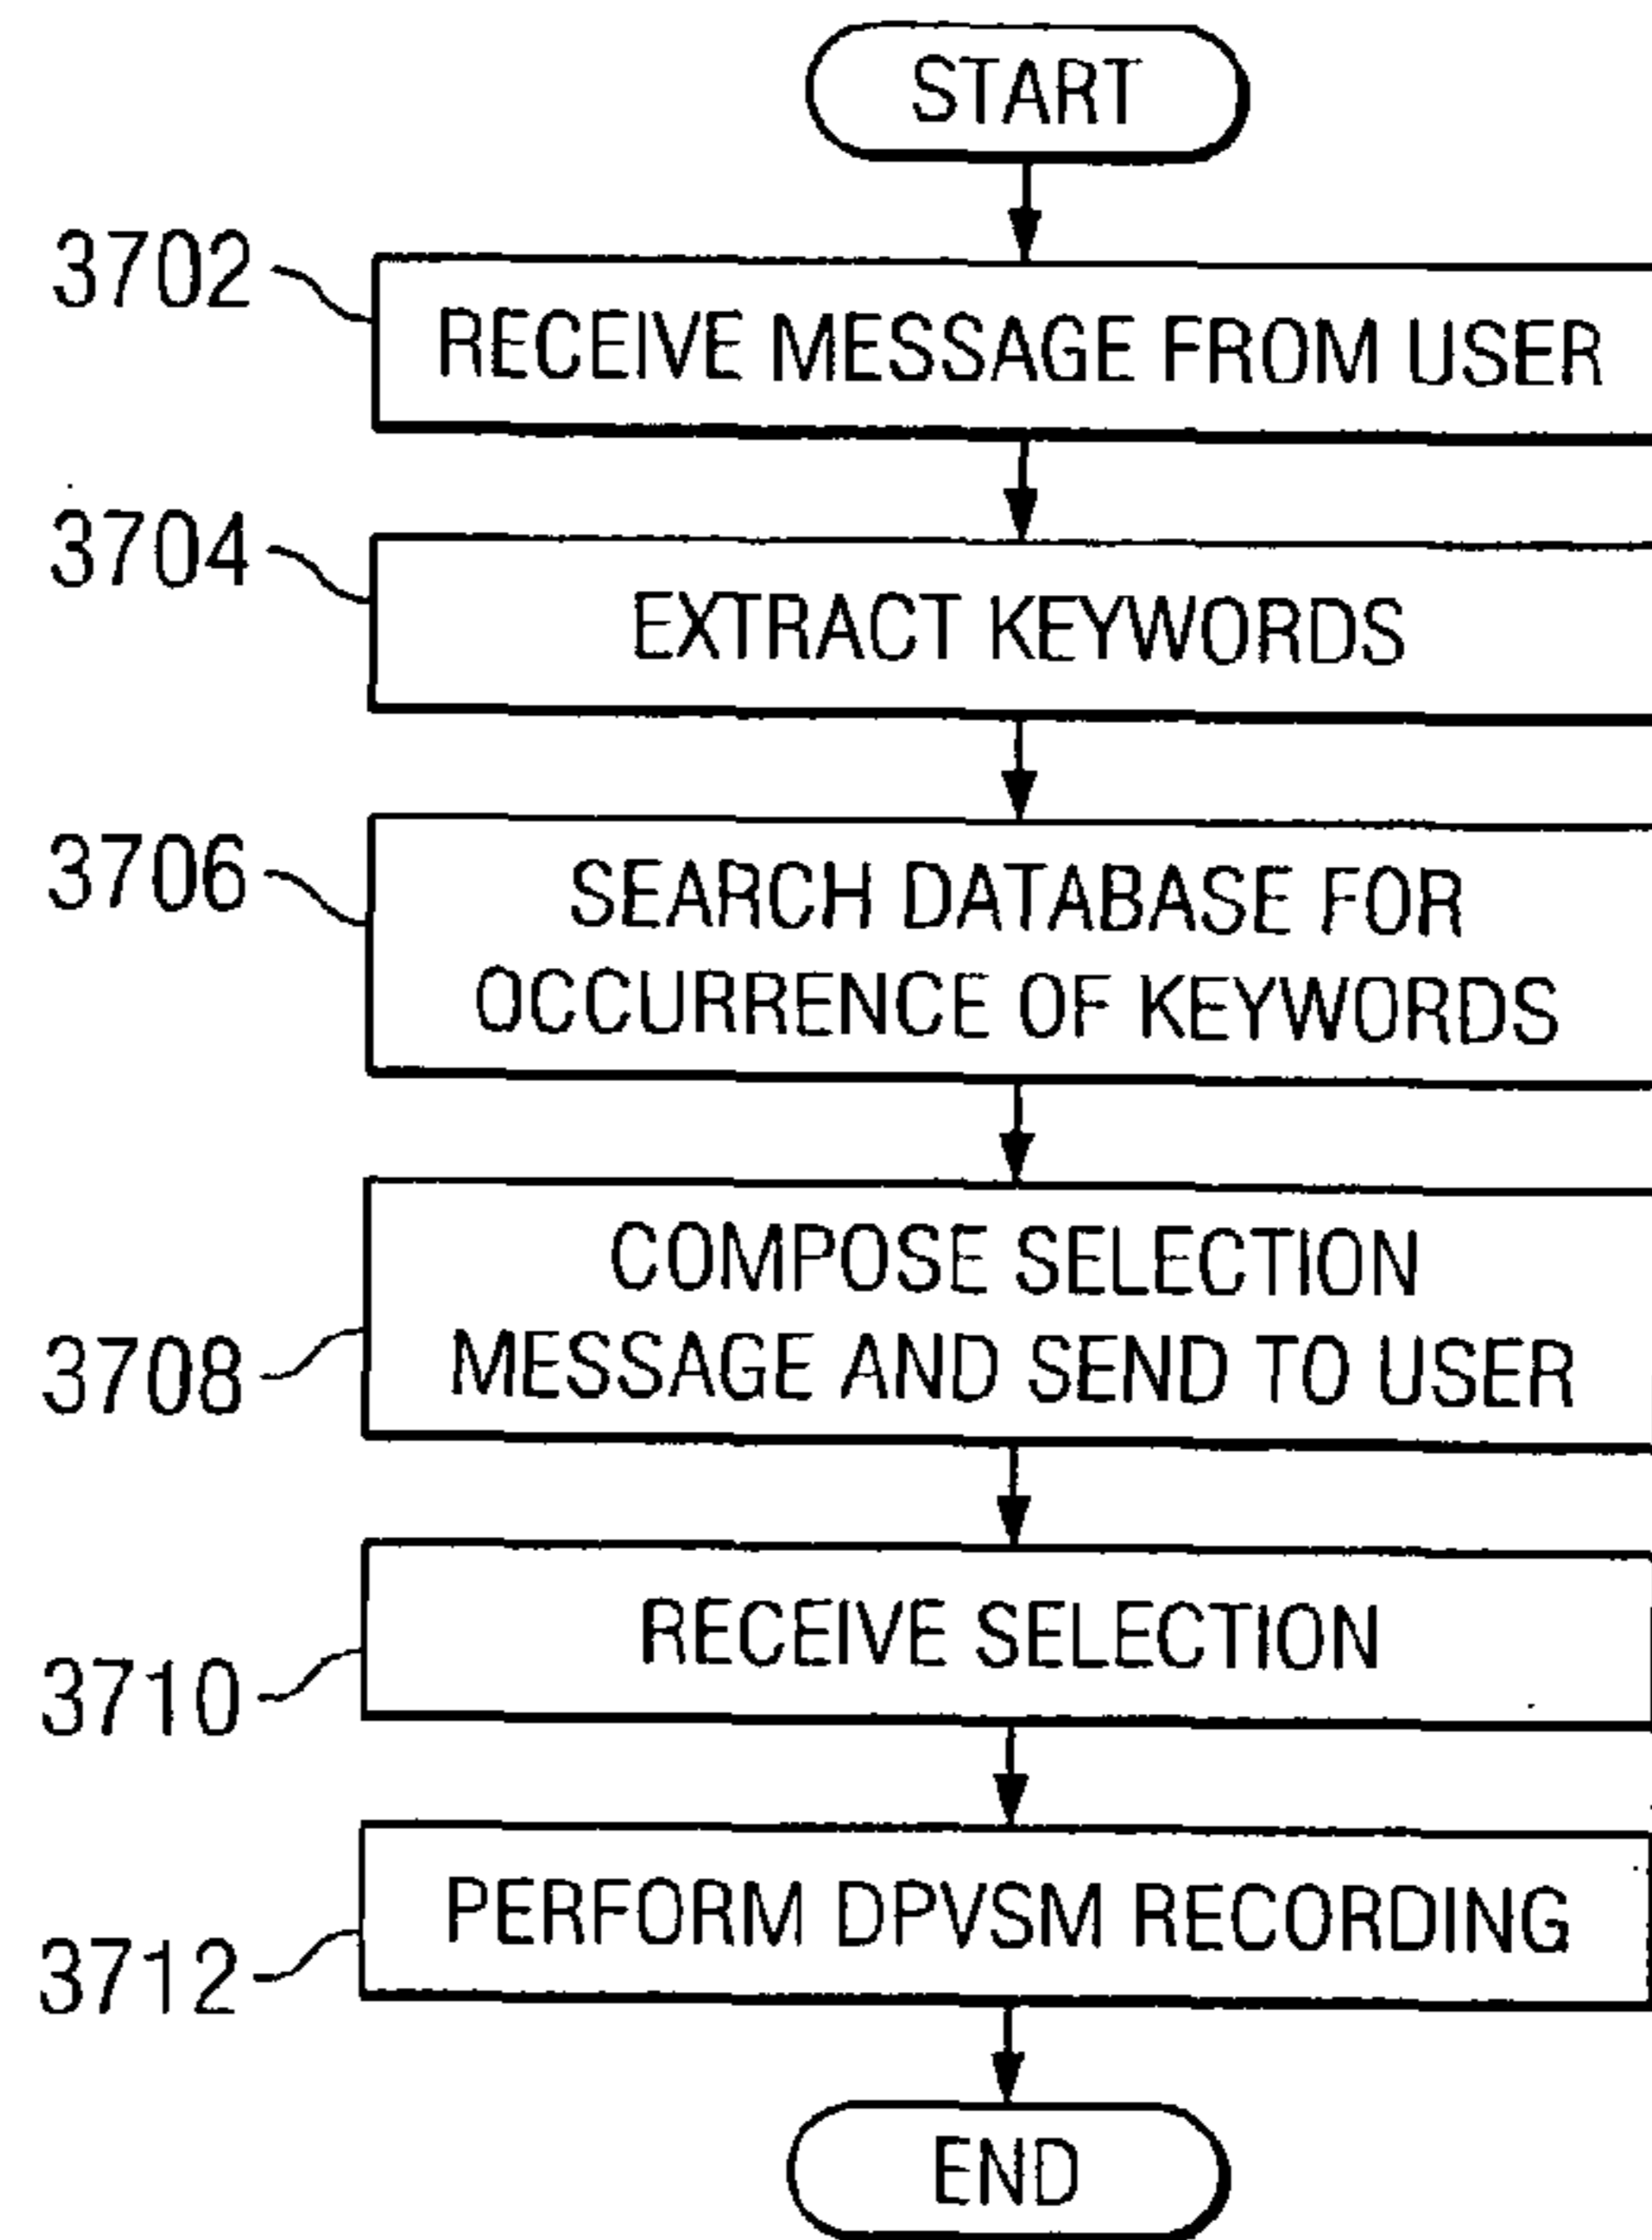 START
3702
RECEIVE MESSAGE FROM USER
3704
EXTRACT KEYWORDS
3706
SEARCH DATABASE FOR
OCCURRENCE OF KEYWORDS
3708
COMPOSE SELECTION
MESSAGE AND SEND TO USER
3710
RECEIVE SELECTION
3712
PERFORM DPVSM RECORDING
END